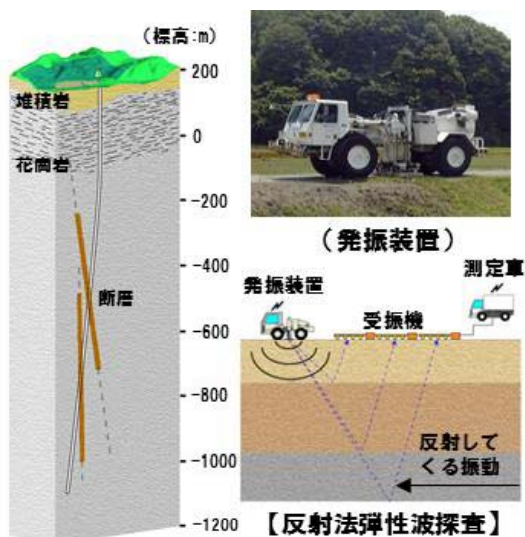 (標高:m)
200
堆積岩
0
花崗岩
-200
-400
断層
-600
-800
-1000
-1200
(発振装置)
測定車
発振装置
受振機
反射して
くる振動
【反射法弾性波探査】